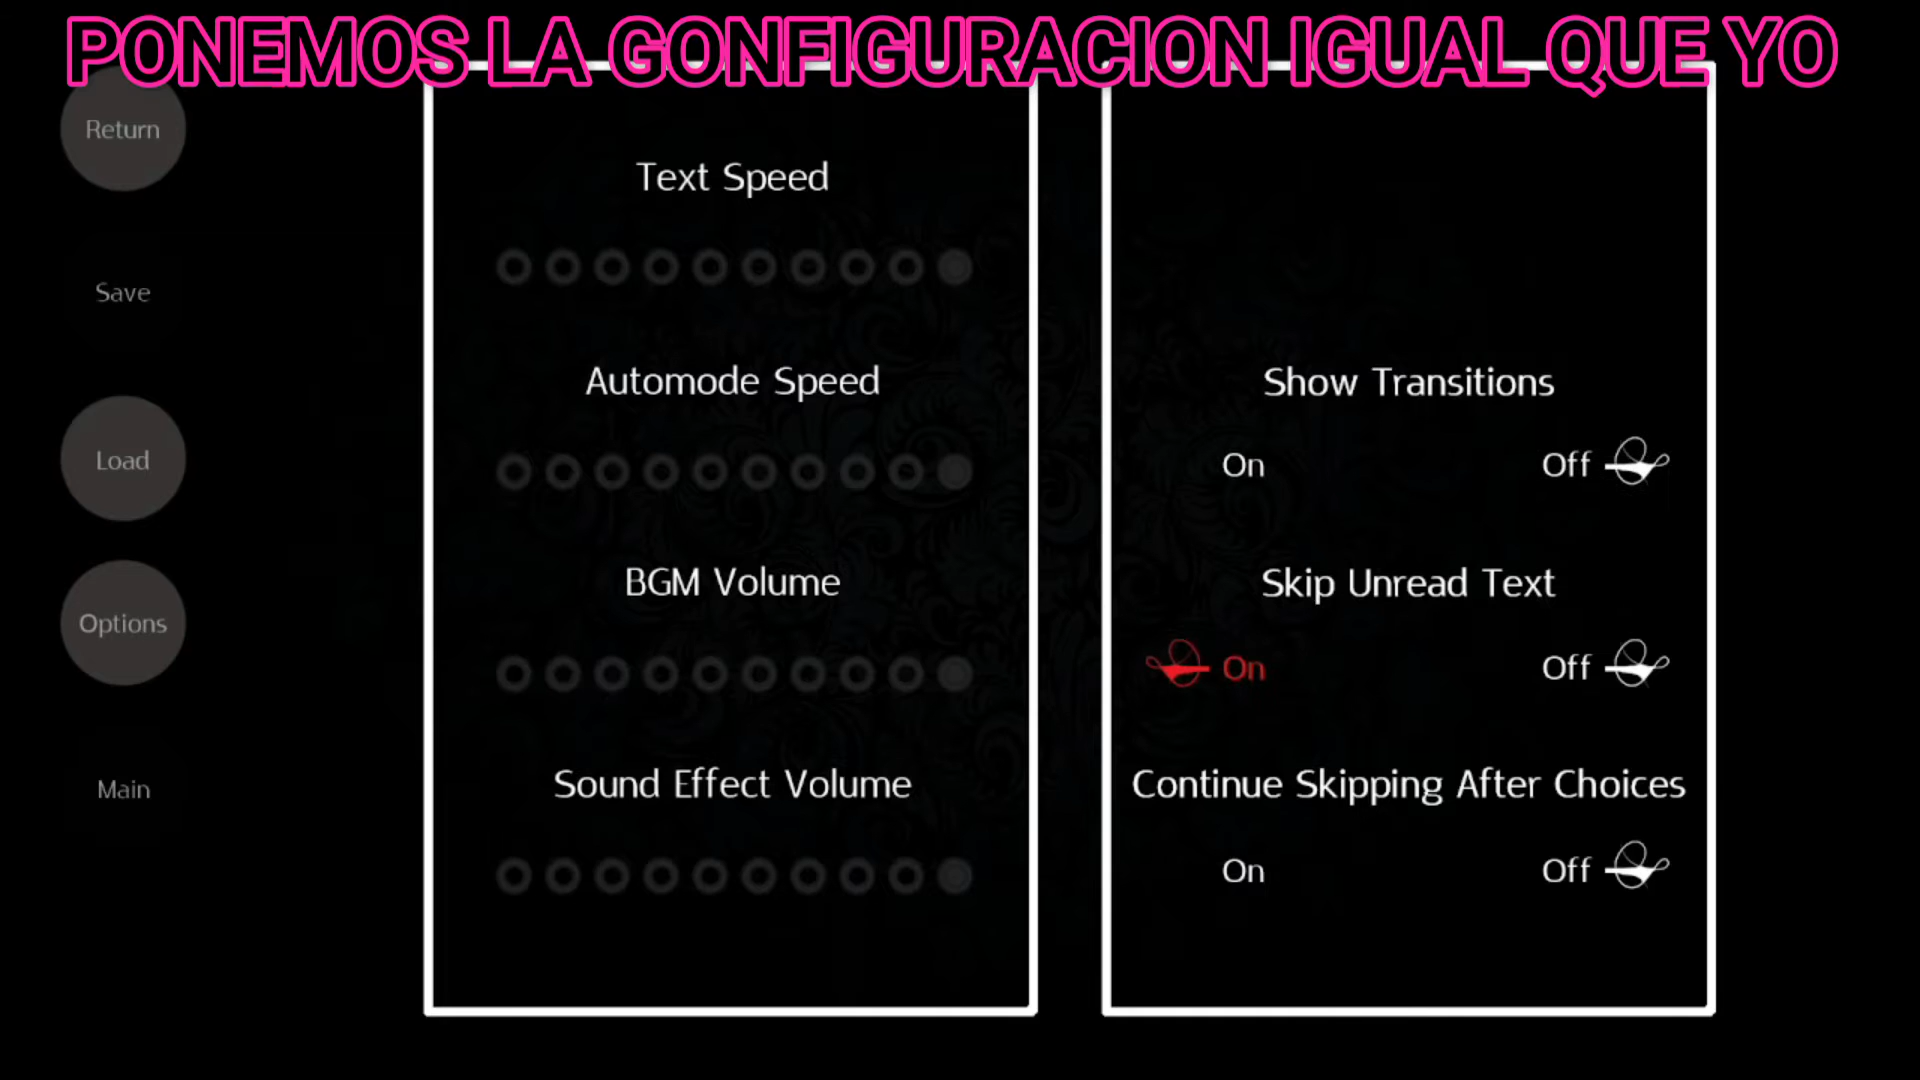 PONEMOS LA GONFIGURACION IGUAL QUE YO
Return
Save
Load
Options
Main
Text Speed
Automode Speed
BGM Volume
Sound Effect Volume
Show Transitions
On Off
Skip Unread Text
On Off
Continue Skipping After Choices
On Off